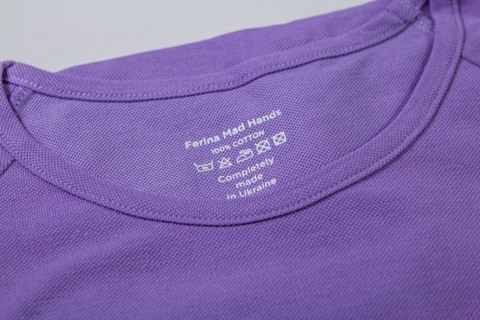 Ferina Mad Hands
100% COTTON
Completely
made
in Ukraine